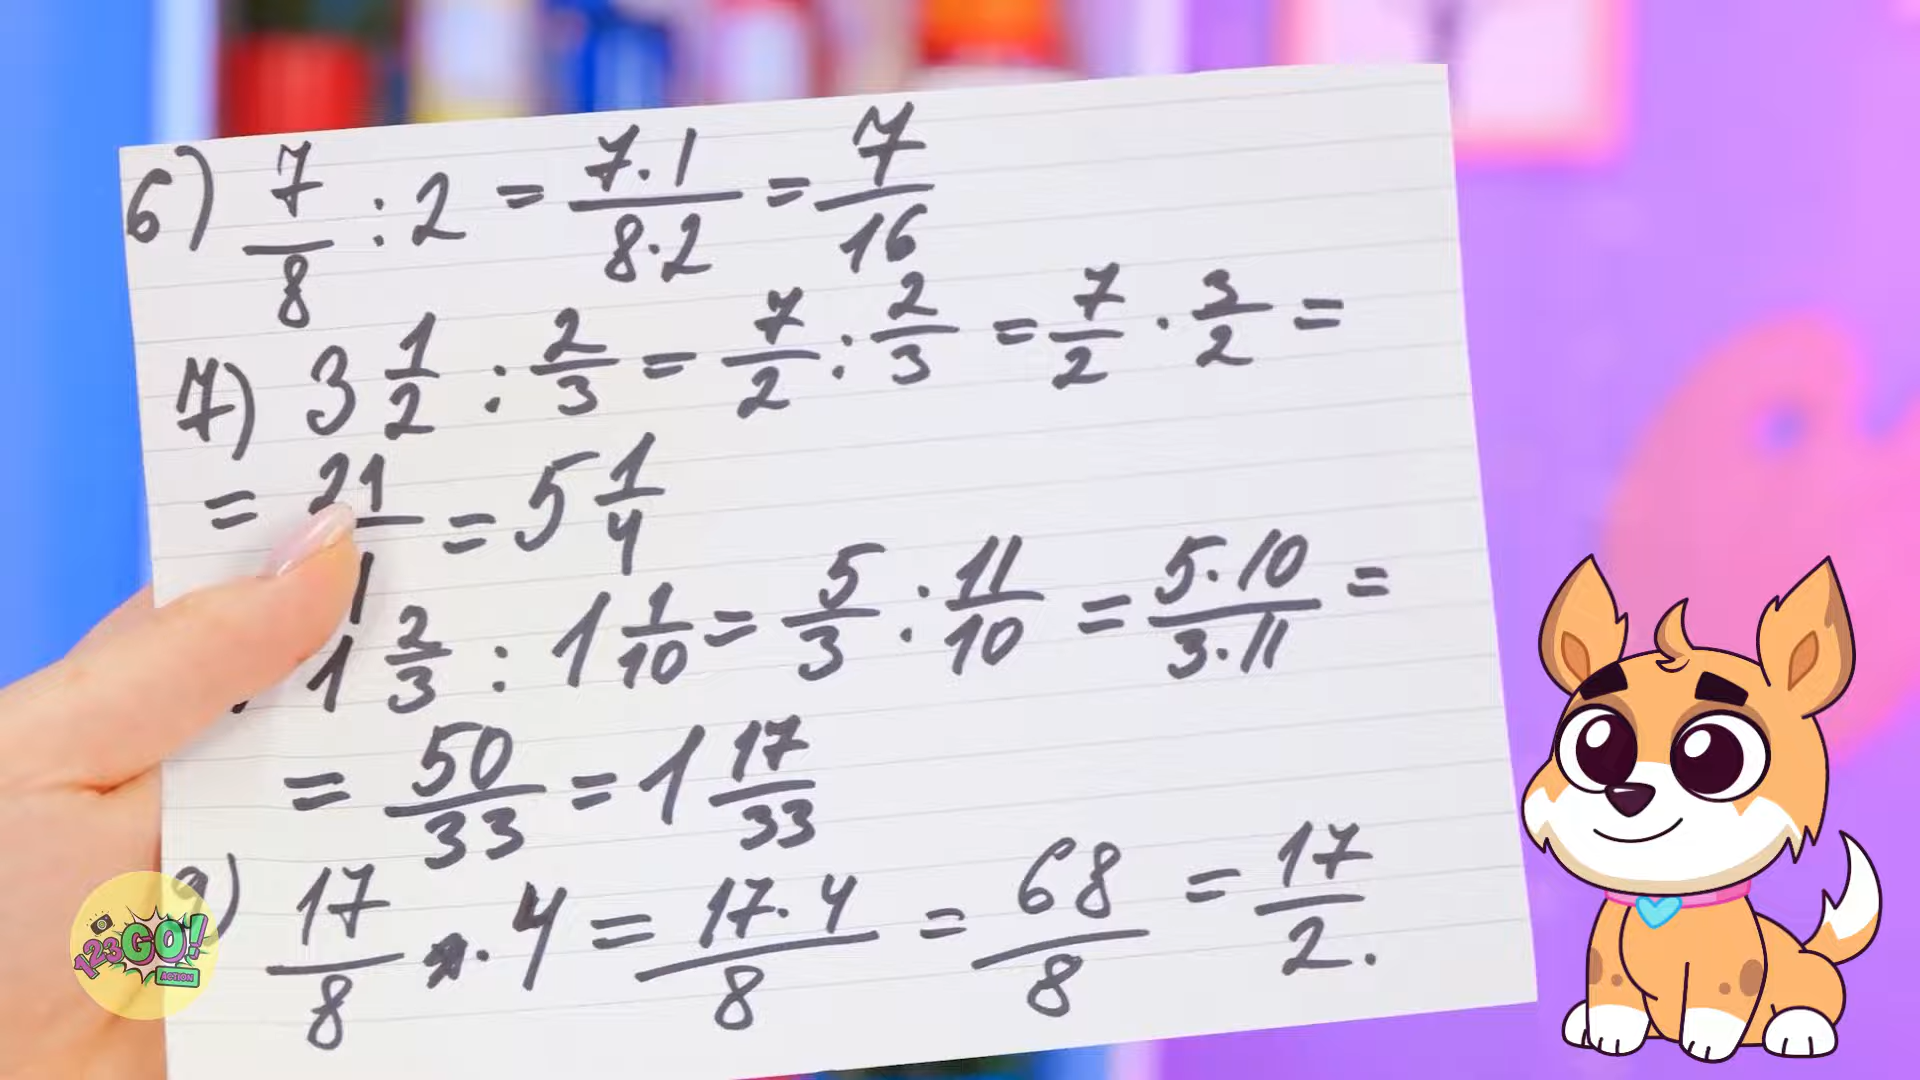 6) 7/8 : 2 = 7·1/8·2 = 7/16
7) 3 1/2 : 2/3 = 7/2 : 2/3 = 7/2 · 3/2 =
= 21/ = 5 1/4
1 2/3 : 1 1/10 = 5/3 : 11/10 = 5·10/3·11 =
= 50/33 = 1 17/33
9) 17/8 · 4 = 17·4/8 = 68/8 = 17/2.
123 GO!
ACTION